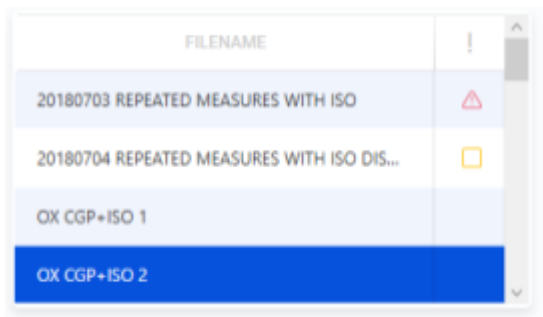 FILENAME !
20180703 REPEATED MEASURES WITH ISO
20180704 REPEATED MEASURES WITH ISO DIS...
OX CGP+ISO 1
OX CGP+ISO 2